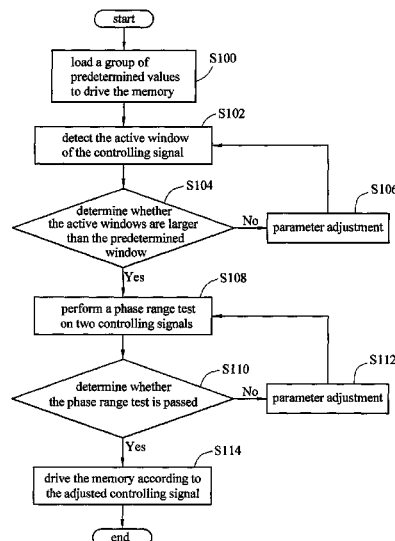 start
S100
load a group of
predetermined values
to drive the memory
S102
detect the active window
of the controlling signal
S104
determine whether
the active windows are larger
than the predetermined
window
No
S106
parameter adjustment
Yes
S108
perform a phase range test
on two controlling signals
S110
determine whether
the phase range test is passed
No
S112
parameter adjustment
Yes
S114
drive the memory according to
the adjusted controlling signal
end